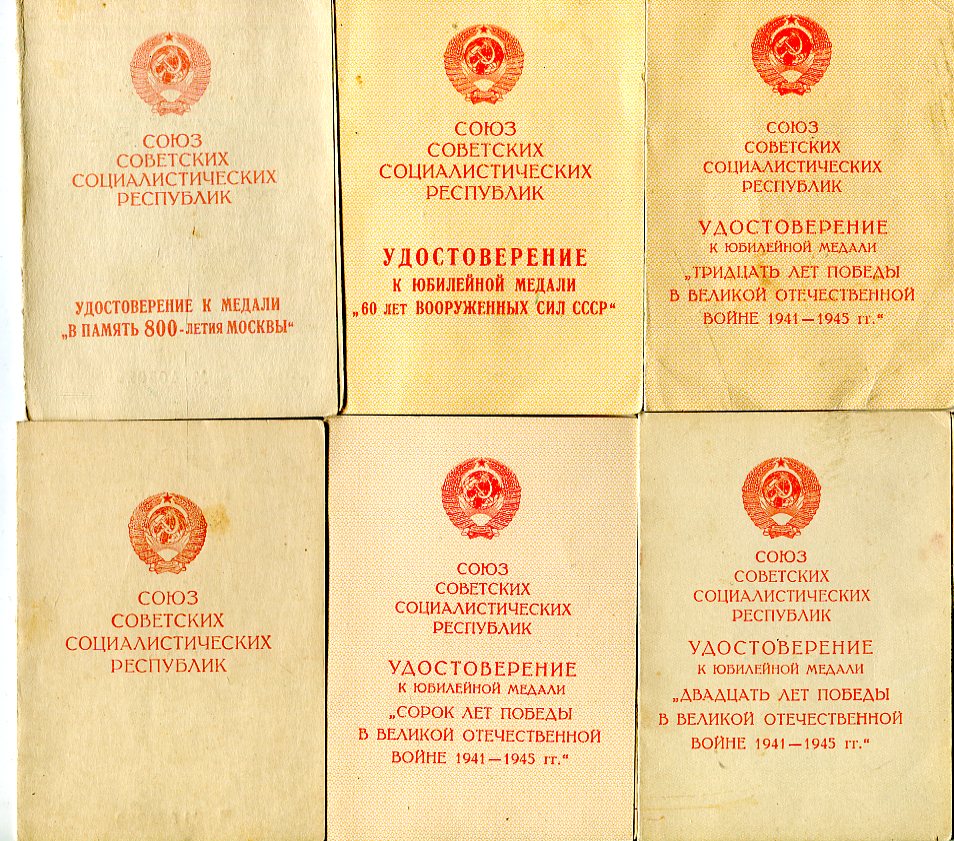 СОЮЗ
СОВЕТСКИХ
СОЦИАЛИСТИЧЕСКИХ
РЕСПУБЛИК
УДОСТОВЕРЕНИЕ К МЕДАЛИ
„В ПАМЯТЬ 800-ЛЕТИЯ МОСКВЫ“
СОЮЗ
СОВЕТСКИХ
СОЦИАЛИСТИЧЕСКИХ
РЕСПУБЛИК
УДОСТОВЕРЕНИЕ
К ЮБИЛЕЙНОЙ МЕДАЛИ
„60 ЛЕТ ВООРУЖЕННЫХ СИЛ СССР“
СОЮЗ
СОВЕТСКИХ
СОЦИАЛИСТИЧЕСКИХ
РЕСПУБЛИК
УДОСТОВЕРЕНИЕ
К ЮБИЛЕЙНОЙ МЕДАЛИ
„ТРИДЦАТЬ ЛЕТ ПОБЕДЫ
В ВЕЛИКОЙ ОТЕЧЕСТВЕННОЙ
ВОЙНЕ 1941—1945 гг.“
СОЮЗ
СОВЕТСКИХ
СОЦИАЛИСТИЧЕСКИХ
РЕСПУБЛИК
СОЮЗ
СОВЕТСКИХ
СОЦИАЛИСТИЧЕСКИХ
РЕСПУБЛИК
УДОСТОВЕРЕНИЕ
К ЮБИЛЕЙНОЙ МЕДАЛИ
„СОРОК ЛЕТ ПОБЕДЫ
В ВЕЛИКОЙ ОТЕЧЕСТВЕННОЙ
ВОЙНЕ 1941—1945 гг.“
СОЮЗ
СОВЕТСКИХ
СОЦИАЛИСТИЧЕСКИХ
РЕСПУБЛИК
УДОСТОВЕРЕНИЕ
К ЮБИЛЕЙНОЙ МЕДАЛИ
„ДВАДЦАТЬ ЛЕТ ПОБЕДЫ
В ВЕЛИКОЙ ОТЕЧЕСТВЕННОЙ
ВОЙНЕ 1941—1945 гг.“